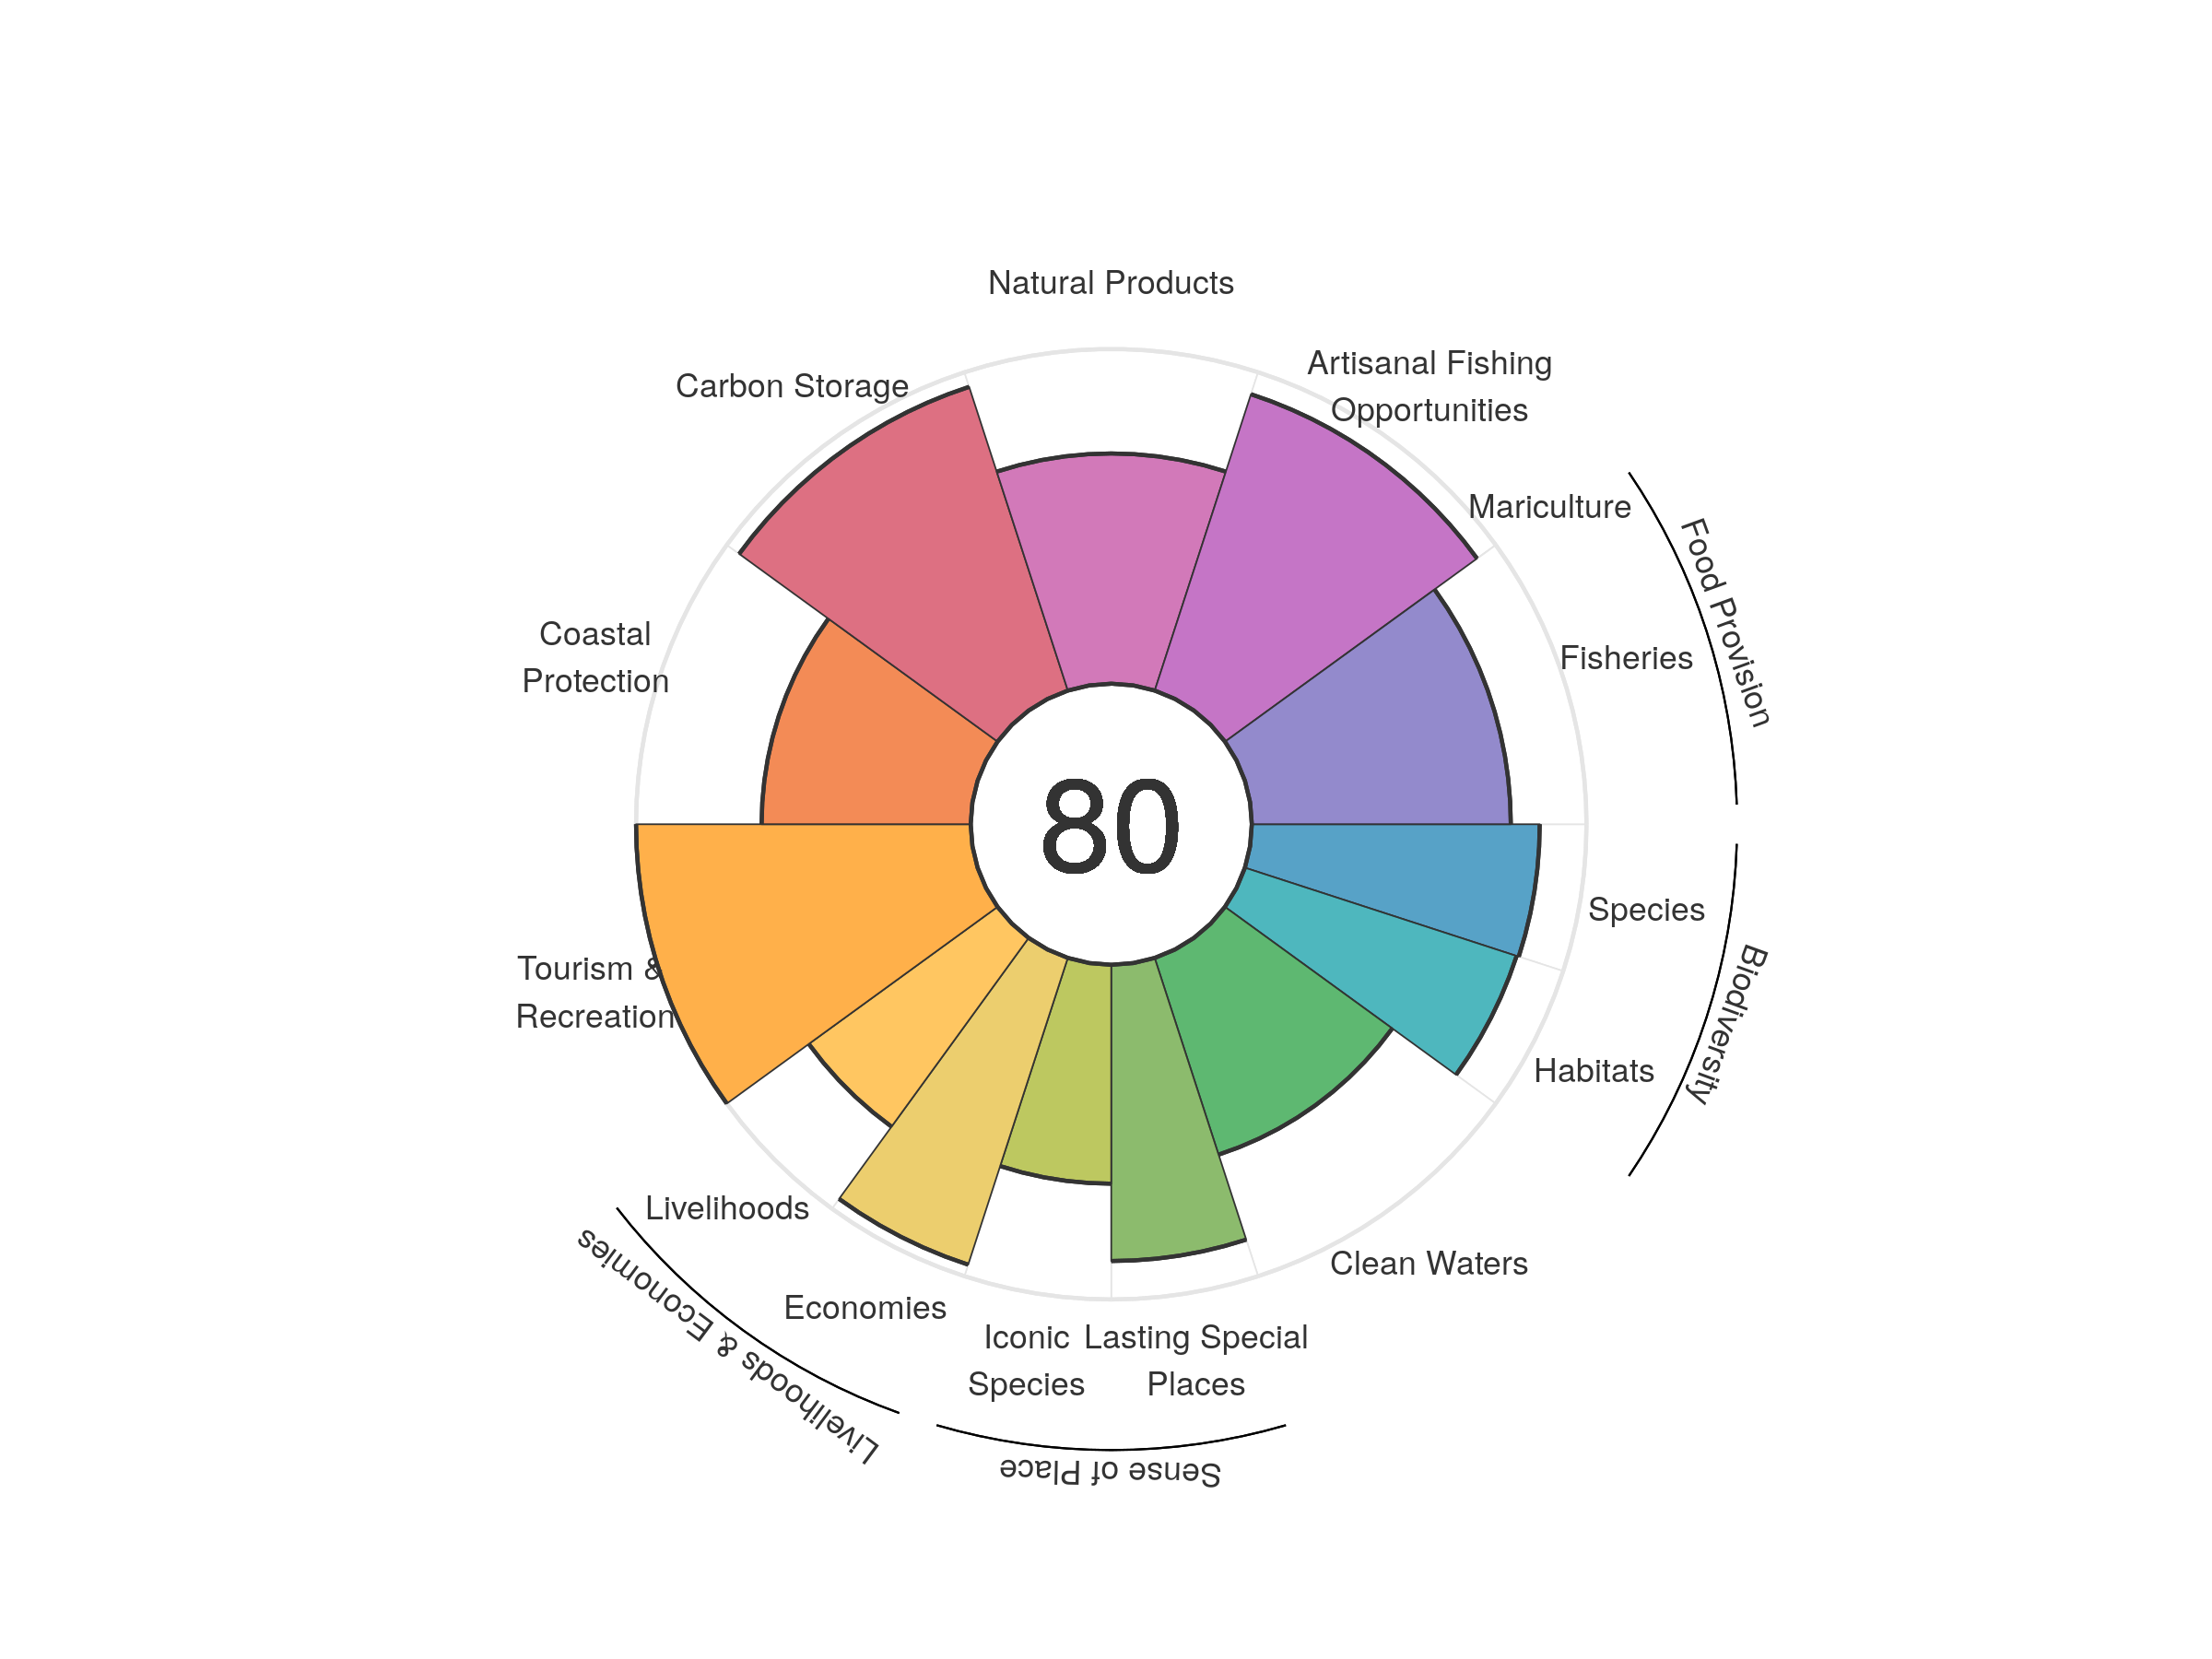 Natural Products
Artisanal Fishing
Opportunities
Carbon Storage
Mariculture
Food Provision
Fisheries
Coastal
Protection
80
Species
Biodiversity
Tourism &
Recreation
Habitats
Livelihoods
Clean Waters
Economies
Livelihoods & Economies
Iconic
Species
Lasting Special
Places
Sense of Place